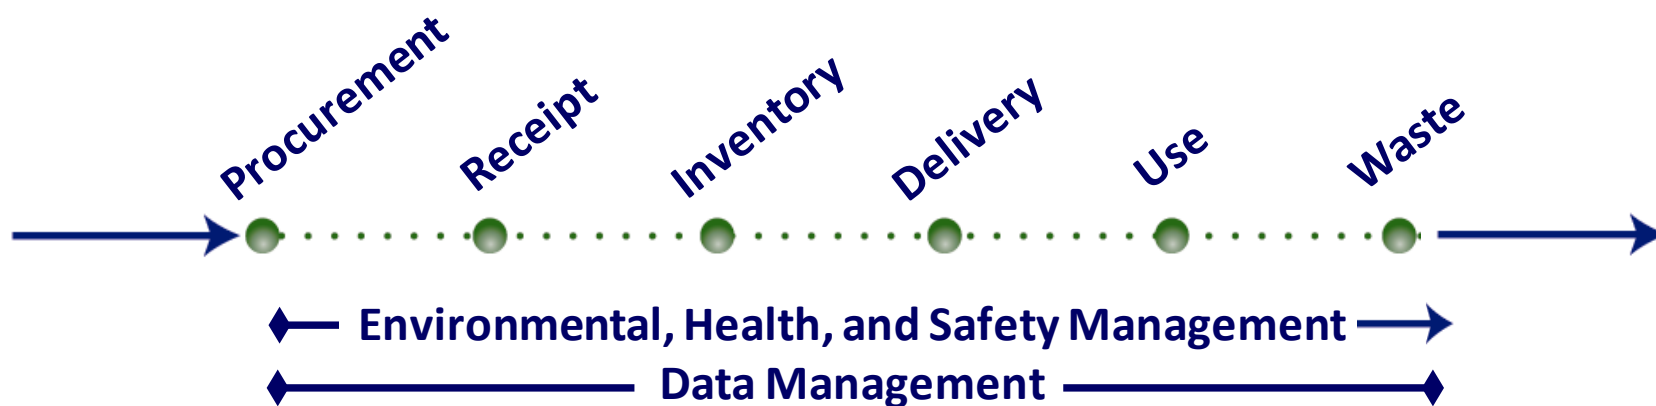 Procurement
Receipt
Inventory
Delivery
Use
Waste
Environmental, Health, and Safety Management
Data Management